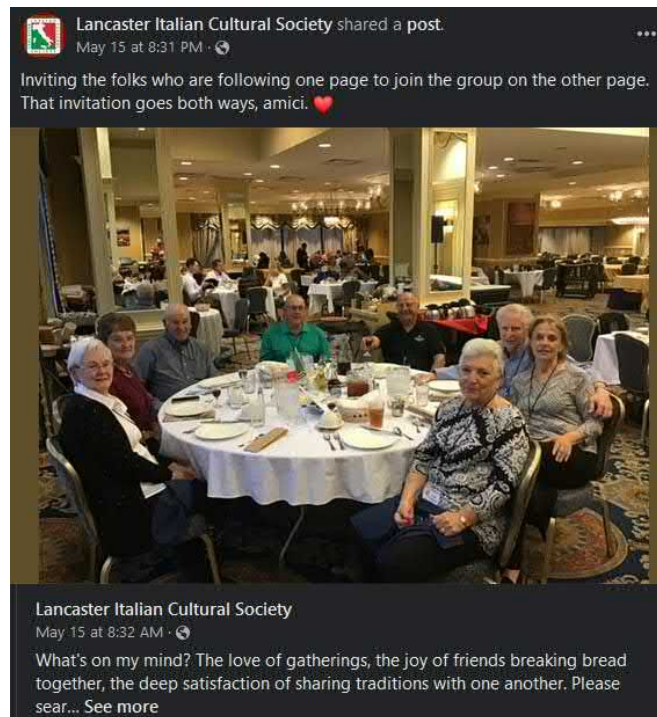 Lancaster Italian Cultural Society shared a post.
May 15 at 8:31 PM ·
Inviting the folks who are following one page to join the group on the other page.
That invitation goes both ways, amici. ❤️
Lancaster Italian Cultural Society
May 15 at 8:32 AM ·
What's on my mind? The love of gatherings, the joy of friends breaking bread
together, the deep satisfaction of sharing traditions with one another. Please
sear... See more